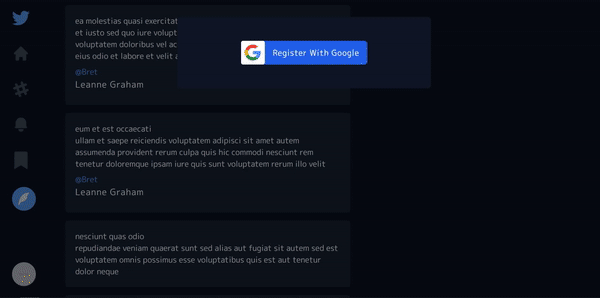 ea molestias quasi exercitat
et iusto sed quo iure volupt
voluptatem doloribus vel ac
eius odio et labore et velit a
@Bret
Leanne Graham
Register With Google
eum et est occaecati
ullam et saepe reiciendis voluptatem adipisci sit amet autem
assumenda provident rerum culpa quis hic commodi nesciunt rem
tenetur doloremque ipsam iure quis sunt voluptatem rerum illo velit
@Bret
Leanne Graham
nesciunt quas odio
repudiandae veniam quaerat sunt sed alias aut fugiat sit autem sed est
voluptatem omnis possimus esse voluptatibus quis est aut tenetur
dolor neque